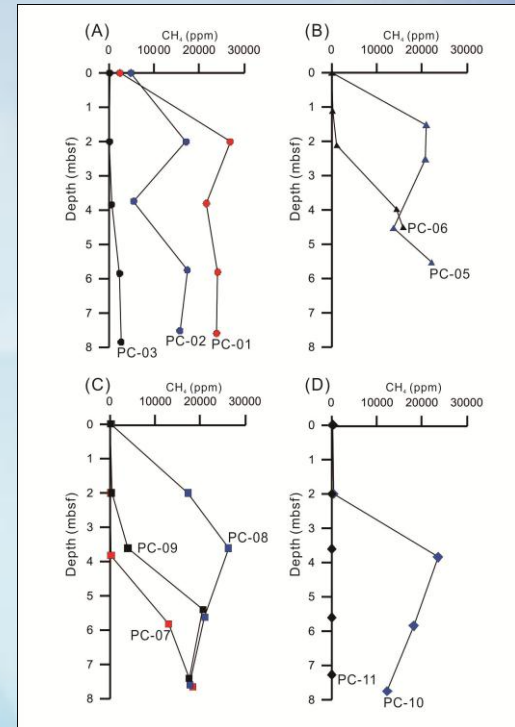 (A)
CH₄ (ppm)
0 10000 20000 30000
Depth (mbsf)
0
1
2
3
4
5
6
7
8
PC-03
PC-02
PC-01
(B)
CH₄ (ppm)
0 10000 20000 30000
Depth (mbsf)
0
1
2
3
4
5
6
7
8
PC-06
PC-05
(C)
CH₄ (ppm)
0 10000 20000 30000
Depth (mbsf)
0
1
2
3
4
5
6
7
8
PC-09
PC-08
PC-07
(D)
CH₄ (ppm)
0 10000 20000 30000
Depth (mbsf)
0
1
2
3
4
5
6
7
8
PC-11
PC-10